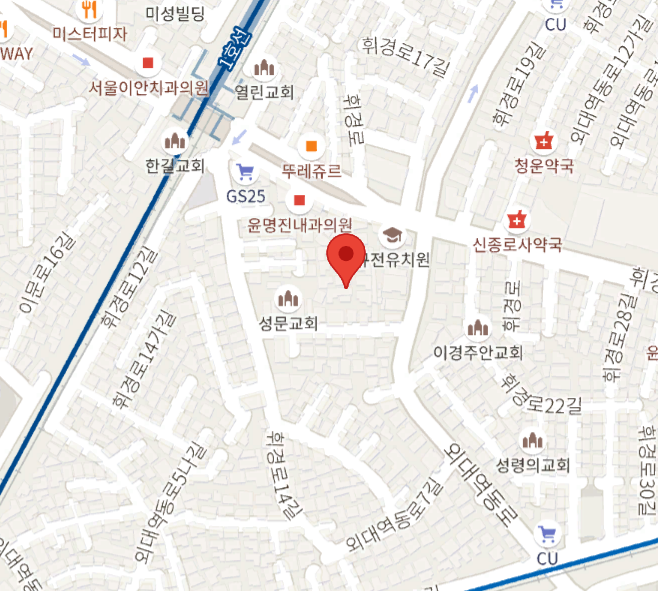 미성빌딩
미스터피자
WAY
1호선
서울이안치과의원
열린교회
휘경로17길
CU
휘경로19길
외대역동로12가길
외대역동로
휘경로
한길교회
뚜레쥬르
청운약국
GS25
윤명진내과의원
신종로사약국
전유치원
이문로16길
휘경로12길
성문교회
휘경로
이경주안교회
휘경로28길
휘경로14가길
휘경로22길
휘경로14길
외대역동로
성령의교회
휘경로30길
외대역동로5나길
외대역동로7길
CU
외대역동